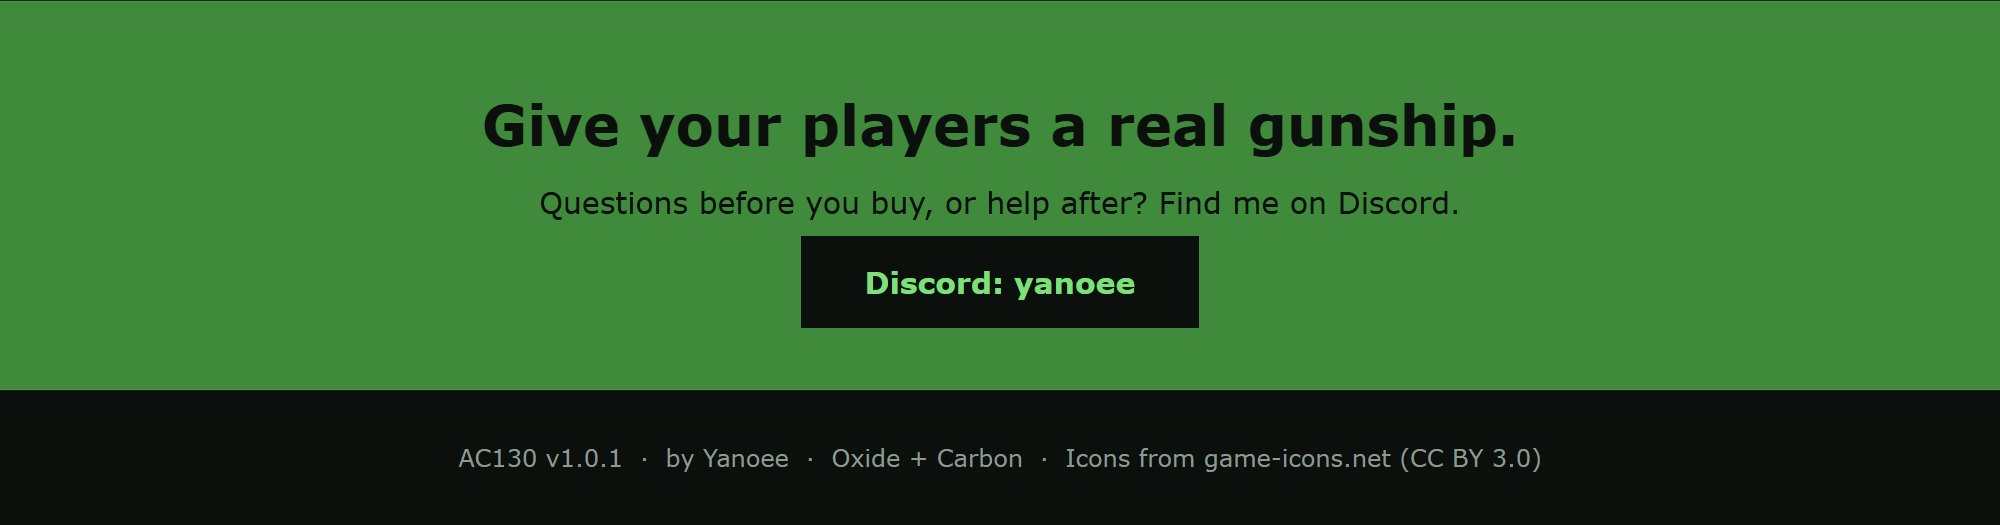 Give your players a real gunship.
Questions before you buy, or help after? Find me on Discord.
Discord: yanoee
AC130 v1.0.1 · by Yanoee · Oxide + Carbon · Icons from game-icons.net (CC BY 3.0)